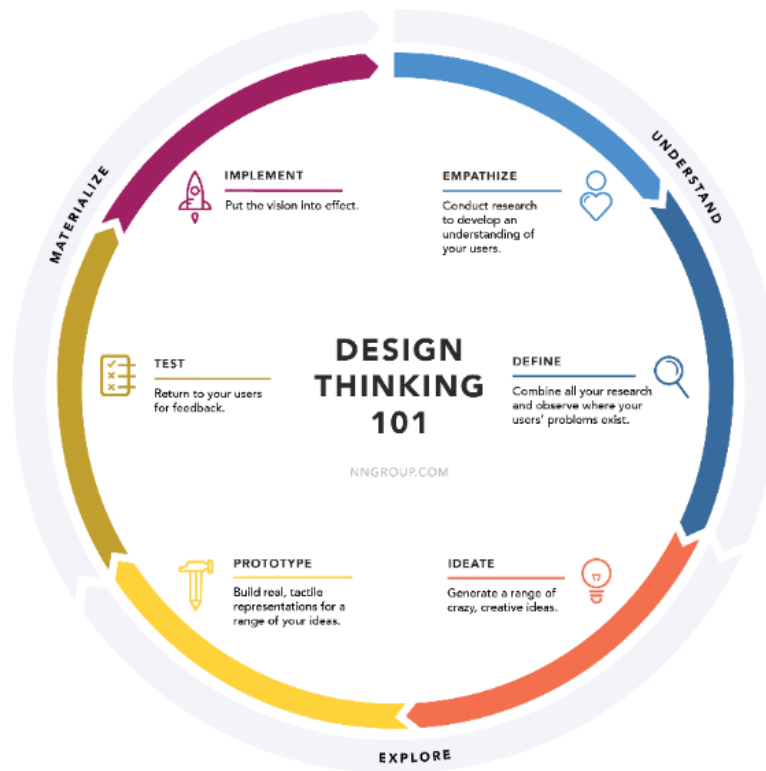 DESIGN
THINKING
101
NNGROUP.COM
UNDERSTAND
EMPATHIZE
Conduct research
to develop an
understanding of
your users.
DEFINE
Combine all your research
and observe where your
users' problems exist.
EXPLORE
IDEATE
Generate a range of
crazy, creative ideas.
PROTOTYPE
Build real, tactile
representations for a
range of your ideas.
MATERIALIZE
TEST
Return to your users
for feedback.
IMPLEMENT
Put the vision into effect.